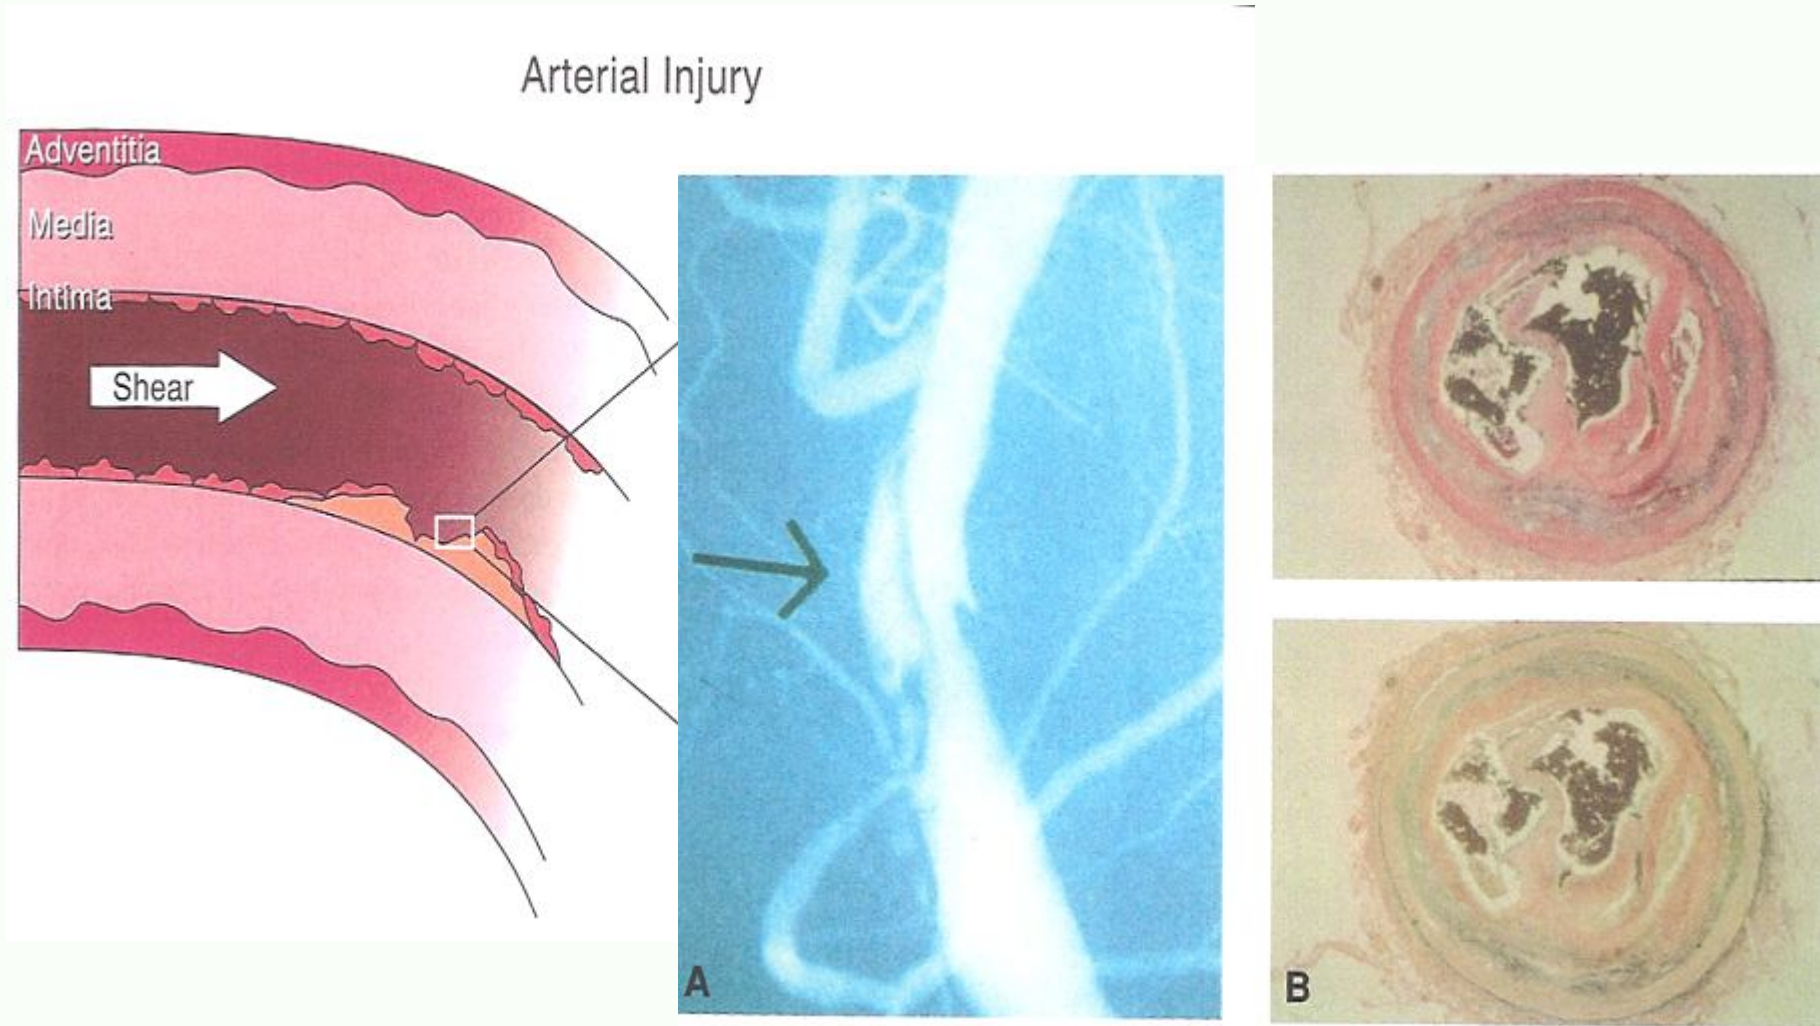 Arterial Injury
Adventitia
Media
Intima
Shear
A
B